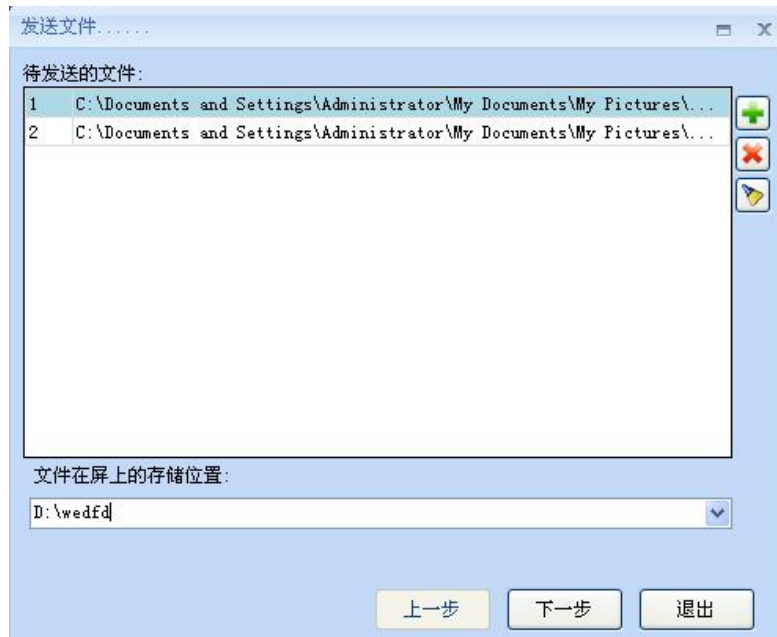 发送文件......
待发送的文件:
1 C:\Documents and Settings\Administrator\My Documents\My Pictures\...
2 C:\Documents and Settings\Administrator\My Documents\My Pictures\...
文件在屏上的存储位置:
D:\wedfd
上一步 下一步 退出